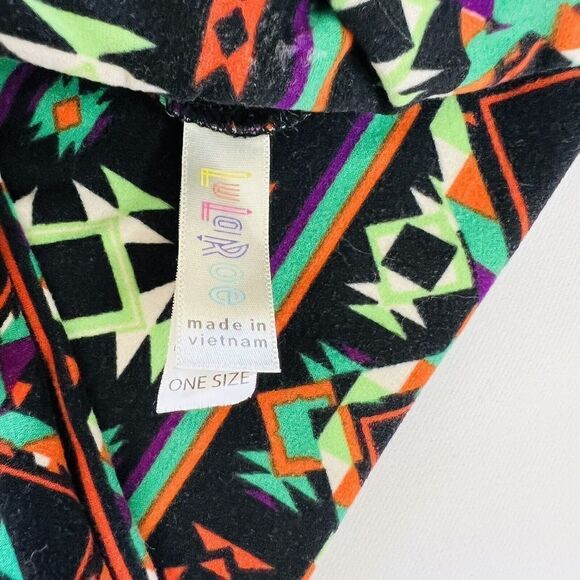 LuLaRoe
made in
vietnam
ONE SIZE